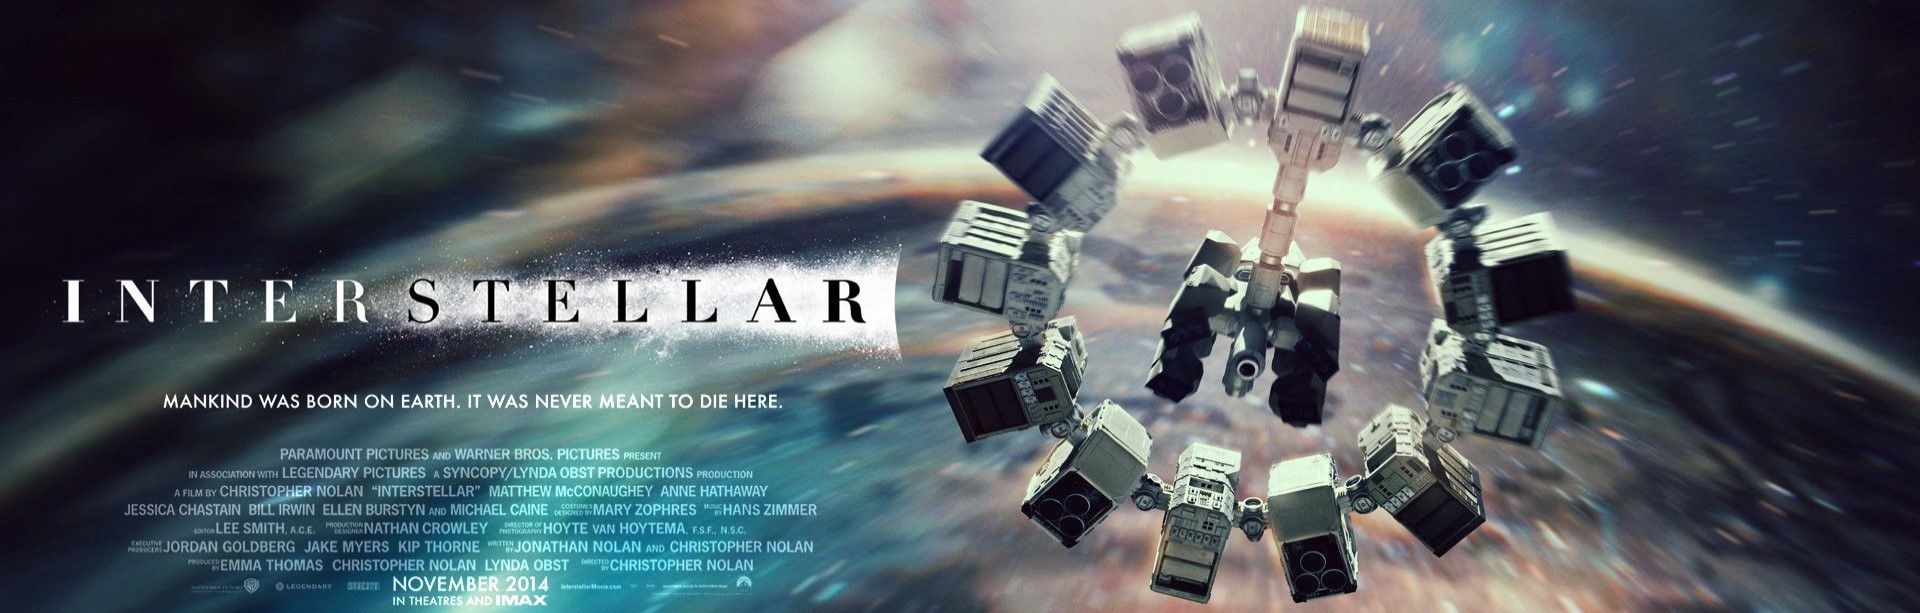 INTERSTELLAR
MANKIND WAS BORN ON EARTH. IT WAS NEVER MEANT TO DIE HERE.
PARAMOUNT PICTURES AND WARNER BROS. PICTURES PRESENT
IN ASSOCIATION WITH LEGENDARY PICTURES A SYNCOPY/LYNDA OBST PRODUCTIONS PRODUCTION
A FILM BY CHRISTOPHER NOLAN "INTERSTELLAR" MATTHEW McCONAUGHEY ANNE HATHAWAY
JESSICA CHASTAIN BILL IRWIN ELLEN BURSTYN AND MICHAEL CAINE COSTUMES DESIGNED BY MARY ZOPHRES MUSIC BY HANS ZIMMER
EDITOR LEE SMITH, A.C.E. PRODUCTION DESIGNER NATHAN CROWLEY DIRECTOR OF PHOTOGRAPHY HOYTE VAN HOYTEMA, F.S.F., N.S.C.
EXECUTIVE PRODUCERS JORDAN GOLDBERG JAKE MYERS KIP THORNE WRITTEN BY JONATHAN NOLAN AND CHRISTOPHER NOLAN
PRODUCED BY EMMA THOMAS CHRISTOPHER NOLAN LYNDA OBST DIRECTED BY CHRISTOPHER NOLAN
LEGENDARY SYNCOPY NOVEMBER 2014 InterstellarMovie.com
IN THEATRES AND IMAX